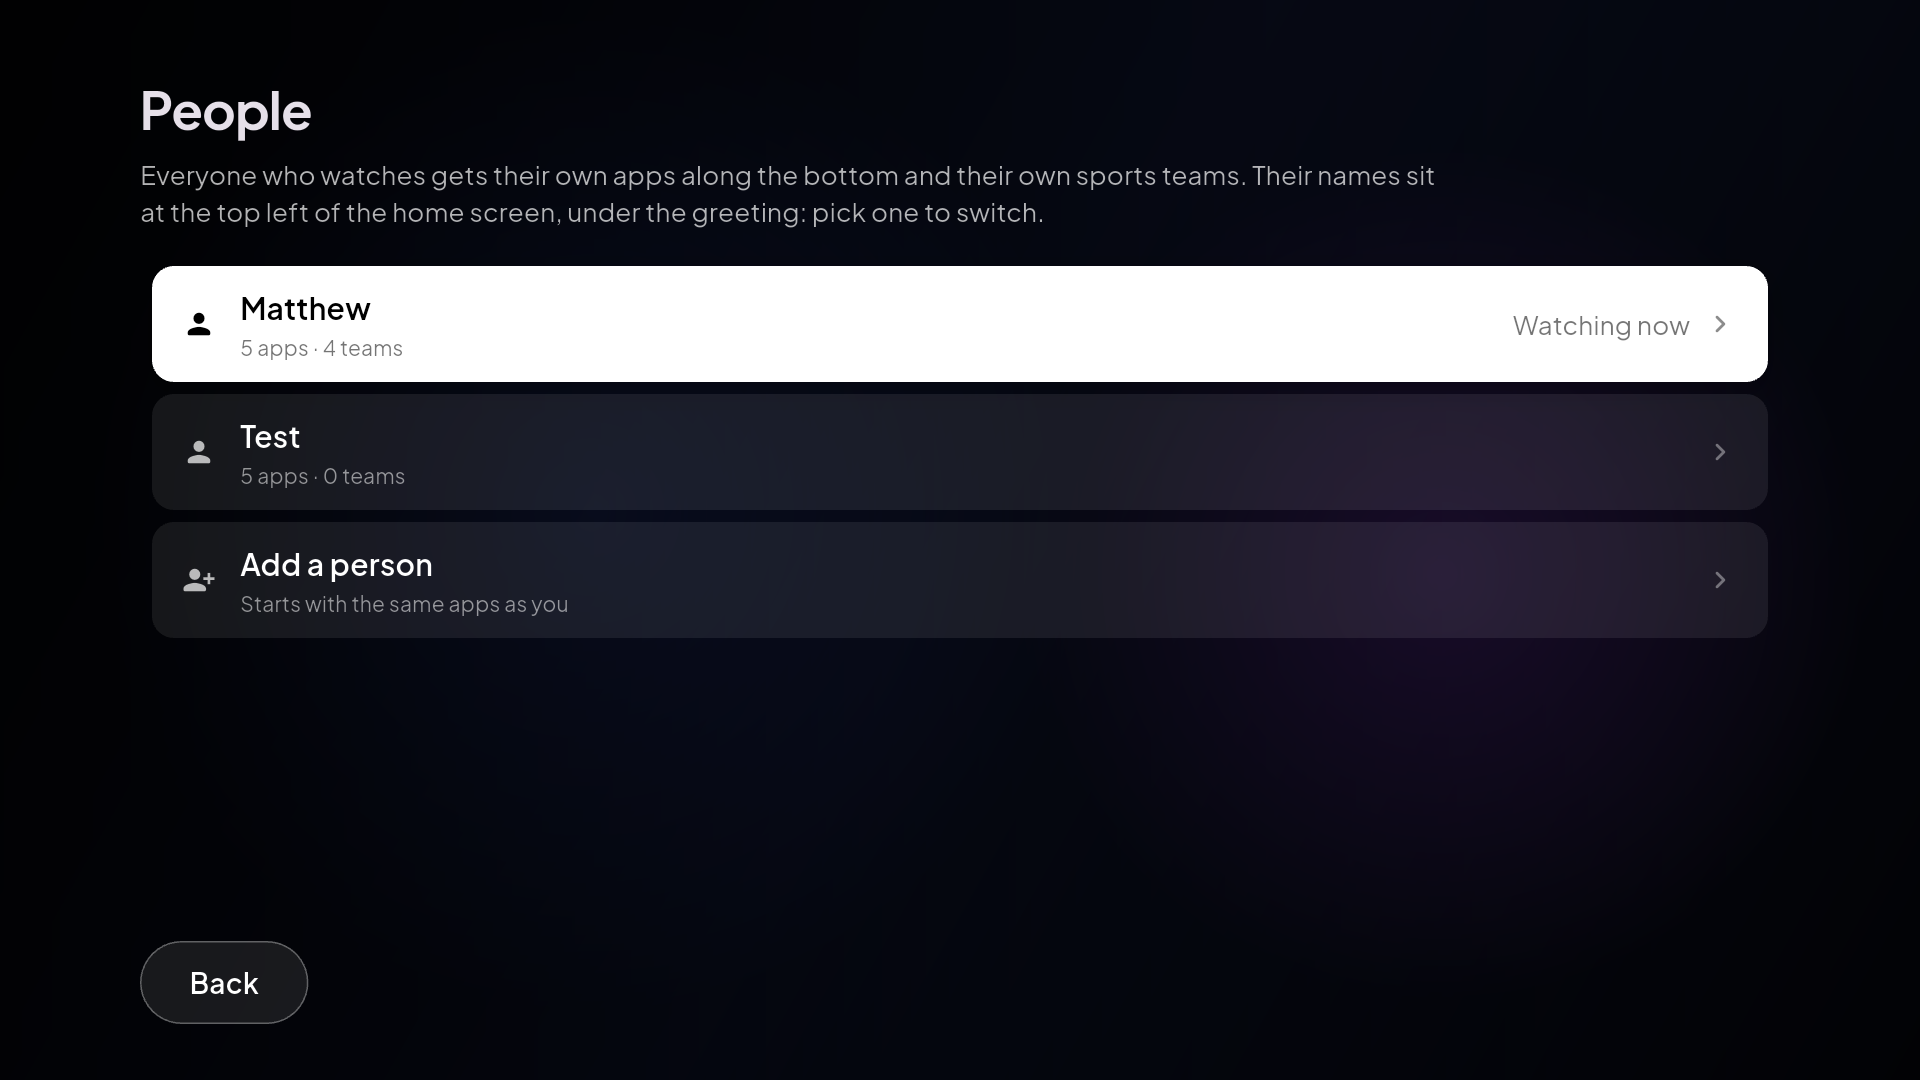 People
Everyone who watches gets their own apps along the bottom and their own sports teams. Their names sit
at the top left of the home screen, under the greeting: pick one to switch.
Matthew
5 apps · 4 teams
Watching now
Test
5 apps · 0 teams
Add a person
Starts with the same apps as you
Back